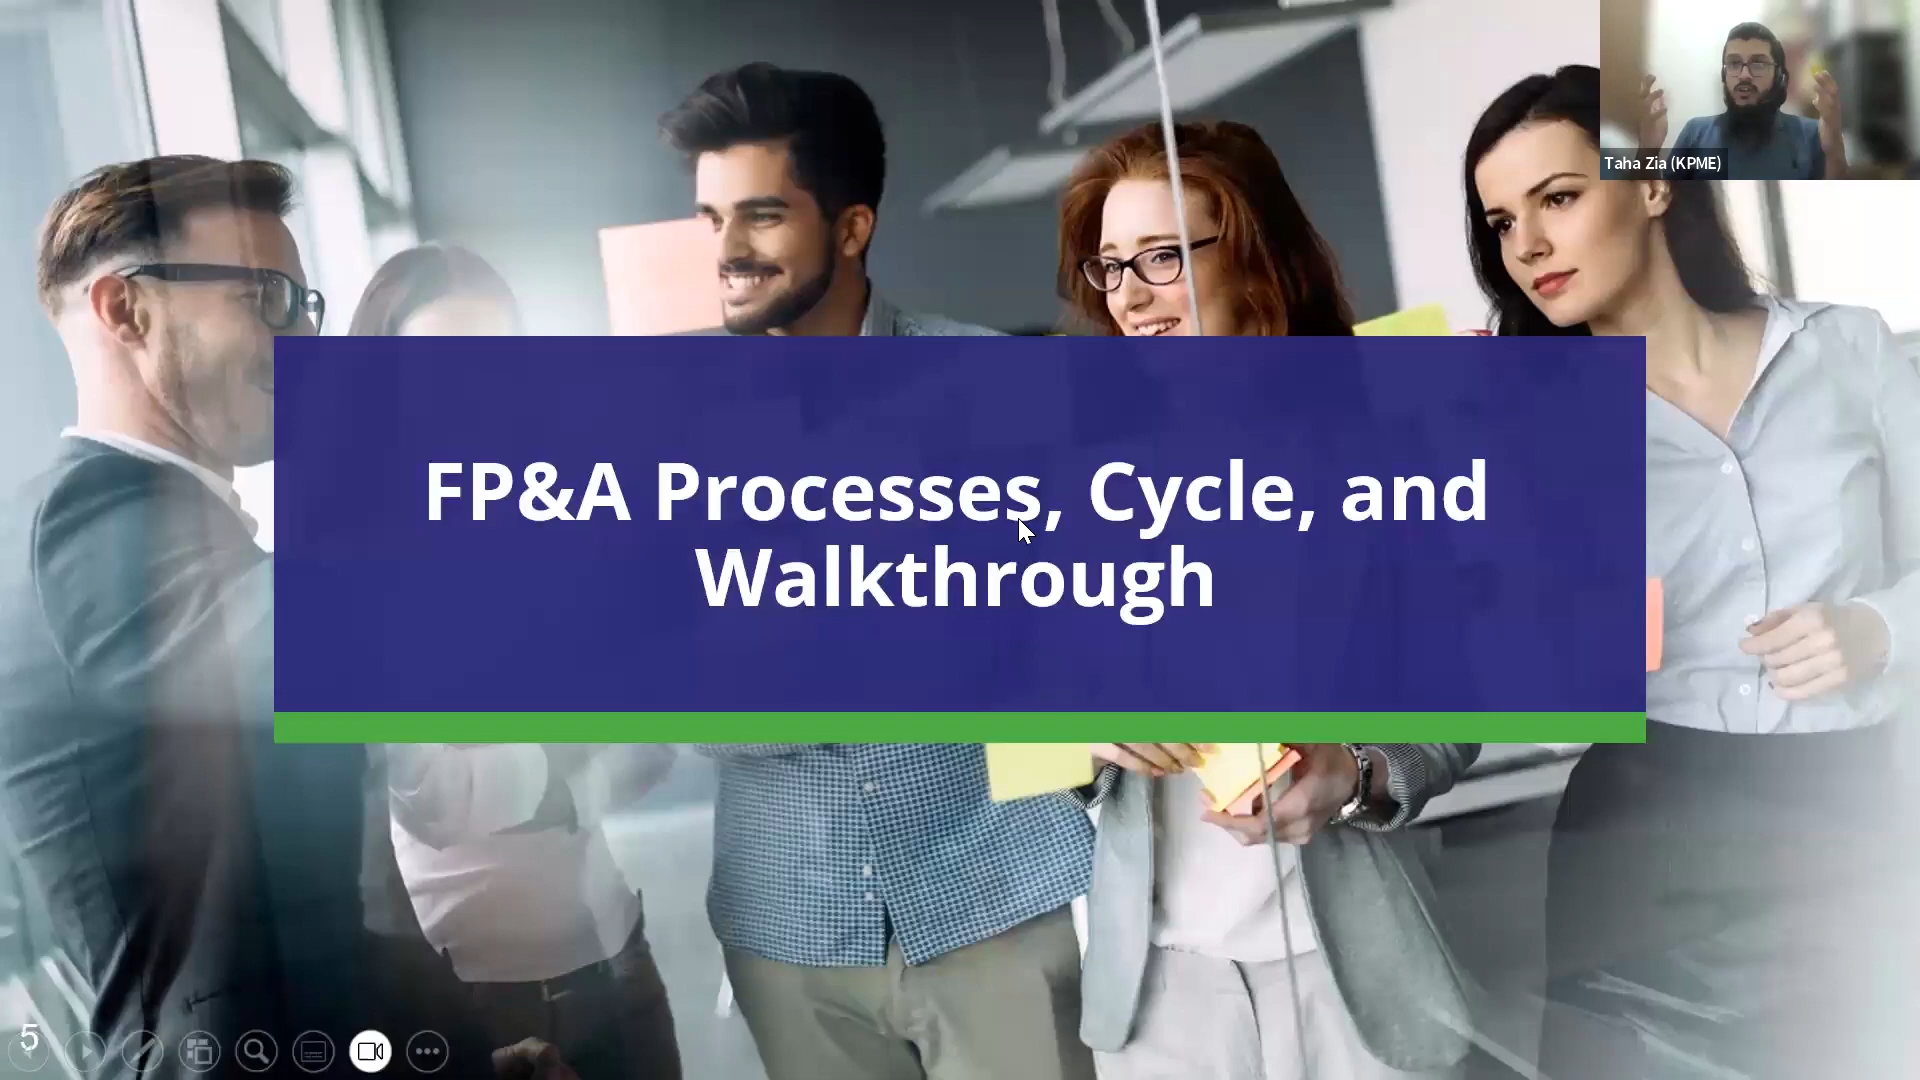 Taha Zia (KPME)
FP&A Processes, Cycle, and
Walkthrough
5